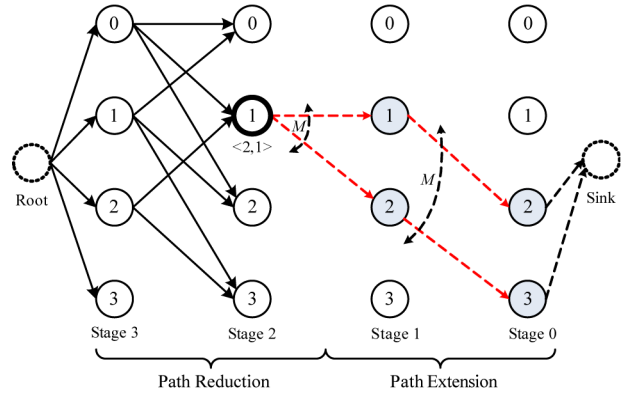 0 0 0 0
1 1 1 1
M
<2,1>
M
Root
2 2 2 2
Sink
3 3 3 3
Stage 3 Stage 2 Stage 1 Stage 0
Path Reduction Path Extension